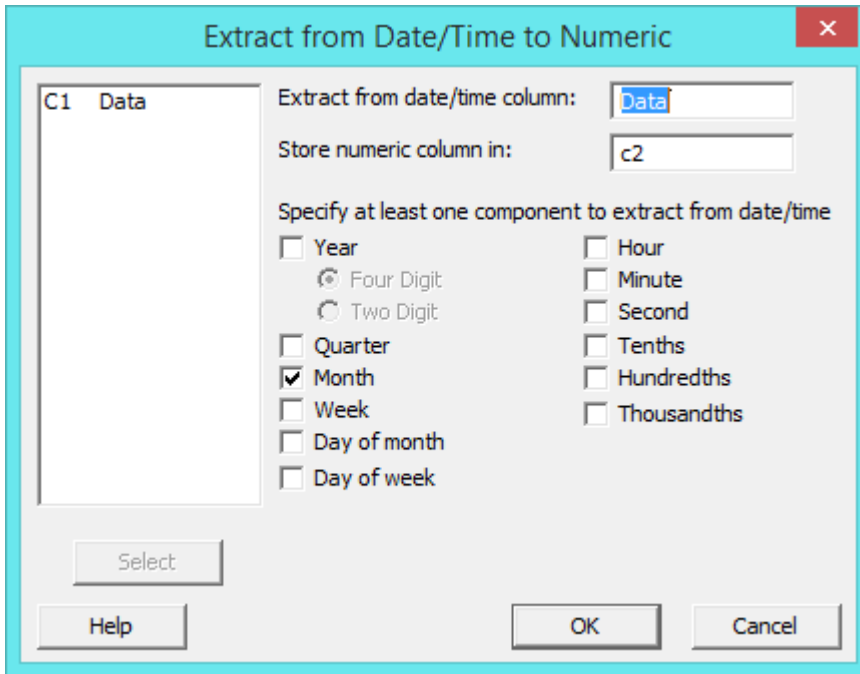 Extract from Date/Time to Numeric
C1 Data
Extract from date/time column: Data
Store numeric column in: c2
Specify at least one component to extract from date/time
Year Hour
Four Digit Minute
Two Digit Second
Quarter Tenths
Month Hundredths
Week Thousandths
Day of month
Day of week
Select
Help OK Cancel